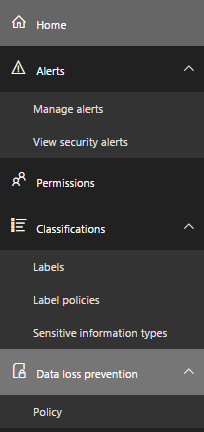 Home
Alerts
Manage alerts
View security alerts
Permissions
Classifications
Labels
Label policies
Sensitive information types
Data loss prevention
Policy